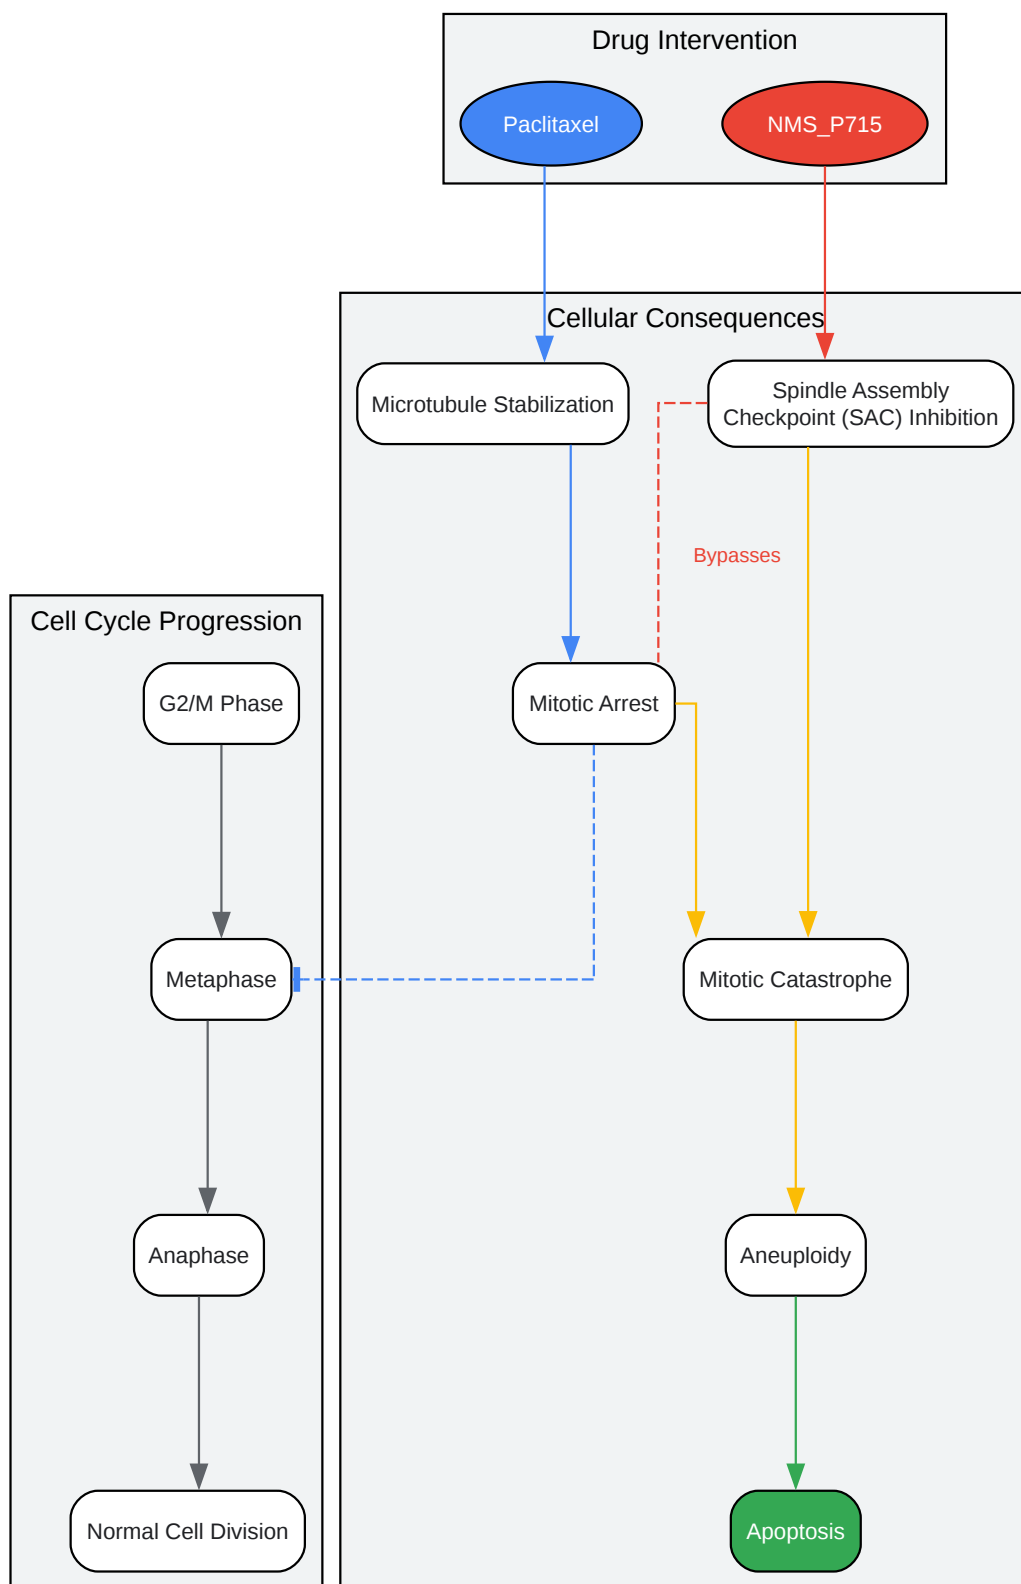 Drug Intervention
Paclitaxel
NMS_P715
Cellular Consequences
Microtubule Stabilization
Spindle Assembly
Checkpoint (SAC) Inhibition
Bypasses
Cell Cycle Progression
G2/M Phase
Mitotic Arrest
Metaphase
Mitotic Catastrophe
Anaphase
Aneuploidy
Normal Cell Division
Apoptosis